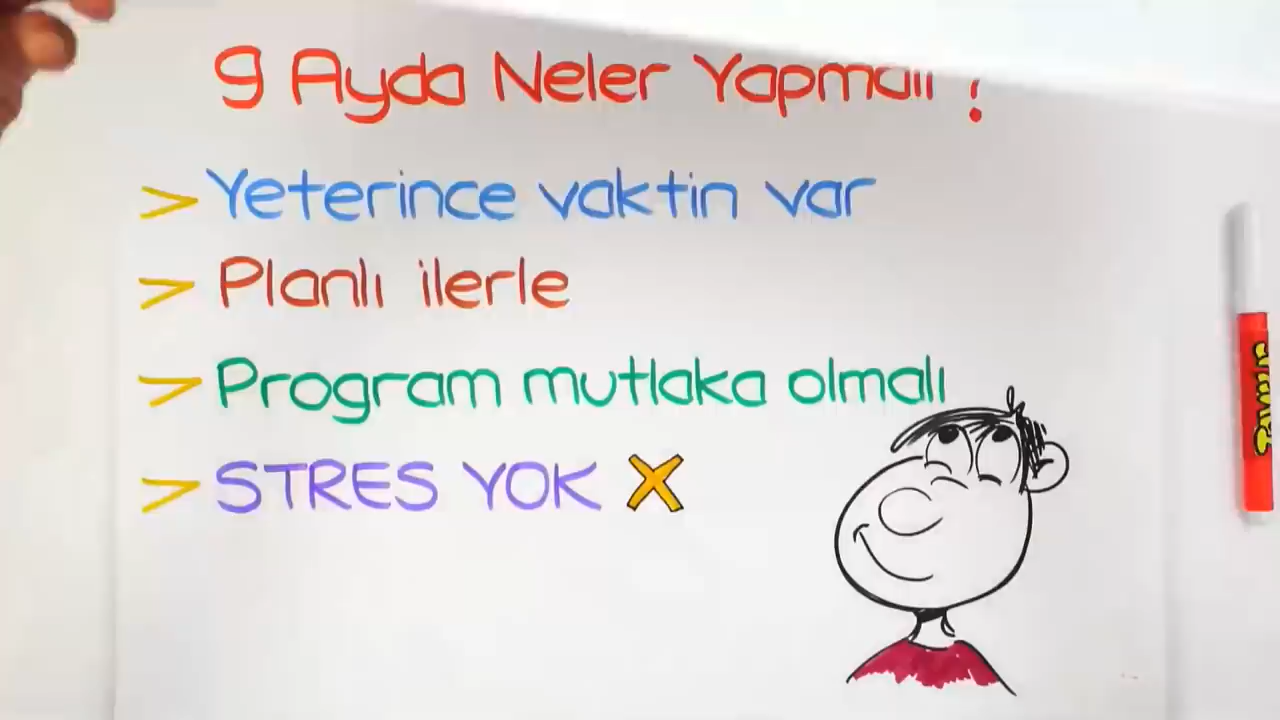 9 Ayda Neler Yapmalı ?
> Yeterince vaktin var
> Planlı ilerle
> Program mutlaka olmalı
> STRES YOK X